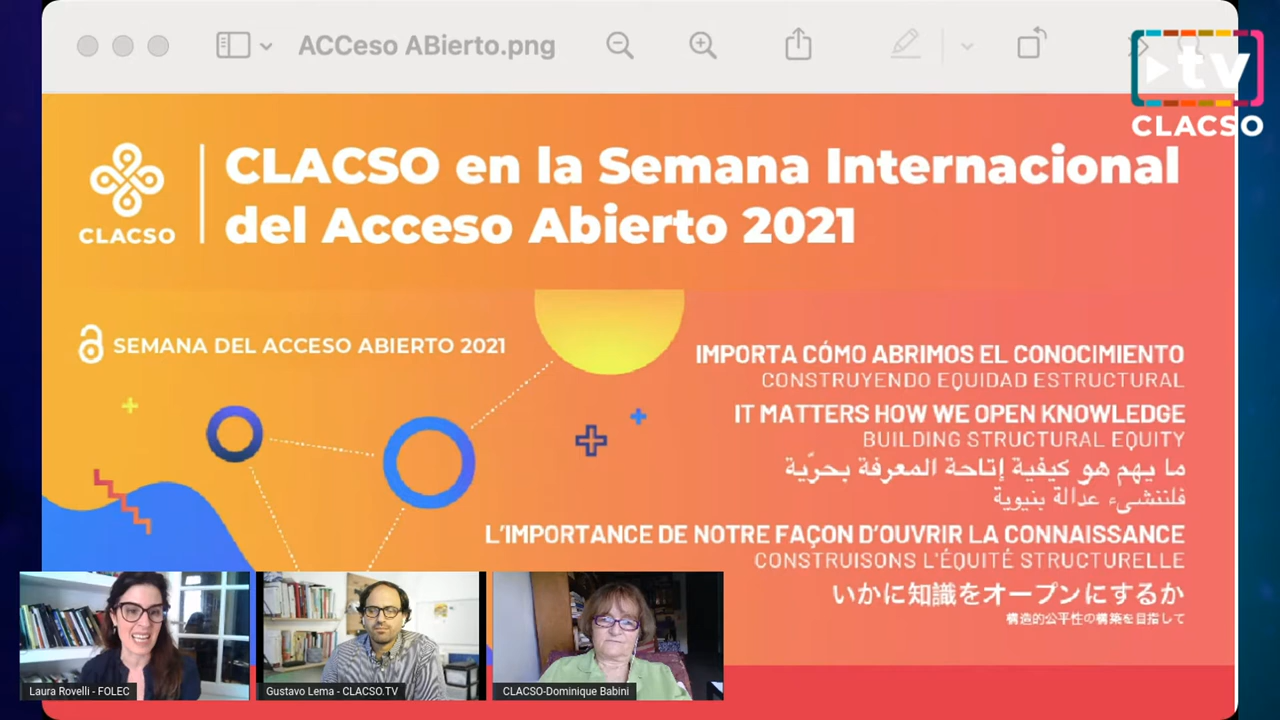 ACCeso ABierto.png
tv
CLACSO
CLACSO
CLACSO en la Semana Internacional
del Acceso Abierto 2021
SEMANA DEL ACCESO ABIERTO 2021
IMPORTA CÓMO ABRIMOS EL CONOCIMIENTO
CONSTRUYENDO EQUIDAD ESTRUCTURAL
IT MATTERS HOW WE OPEN KNOWLEDGE
BUILDING STRUCTURAL EQUITY
ما يهم هو كيفية إتاحة المعرفة بحرّية
فلتنشىء عدالة بنيوية
L'IMPORTANCE DE NOTRE FAÇON D'OUVRIR LA CONNAISSANCE
CONSTRUISONS L'ÉQUITÉ STRUCTURELLE
いかに知識をオープンにするか
構造的公平性の構築を目指して
Laura Rovelli - FOLEC
Gustavo Lema - CLACSO.TV
CLACSO-Dominique Babini